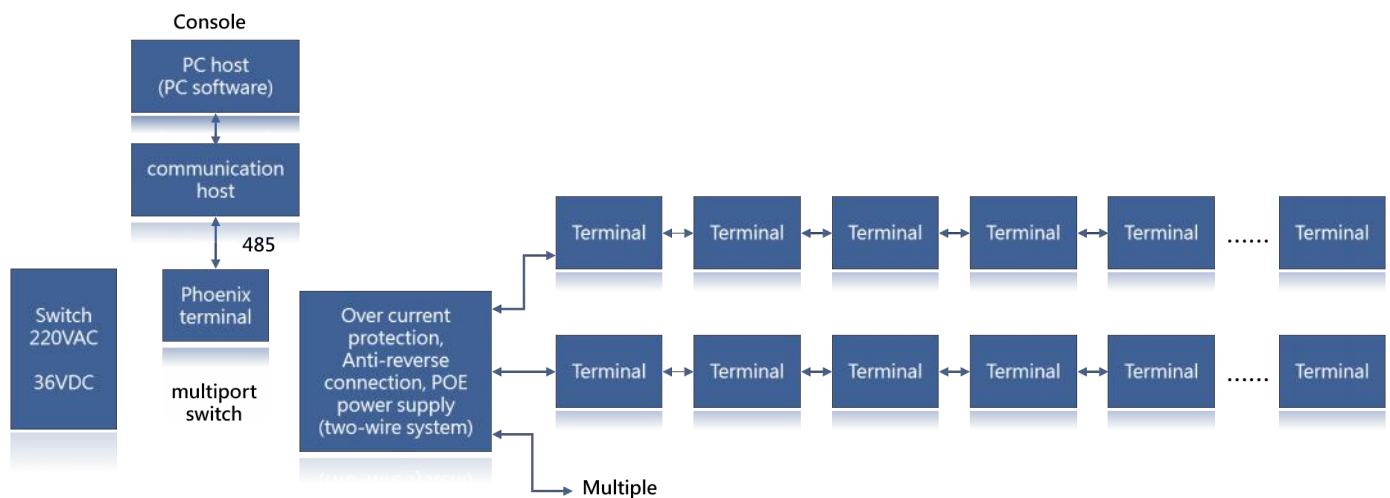 Console
PC host
(PC software)
communication
host
485
Phoenix
terminal
multiport
switch
Switch
220VAC
36VDC
Over current
protection,
Anti-reverse
connection, POE
power supply
(two-wire system)
Terminal
Terminal
Terminal
Terminal
Terminal
......
Terminal
Terminal
Terminal
Terminal
Terminal
Terminal
......
Terminal
Multiple